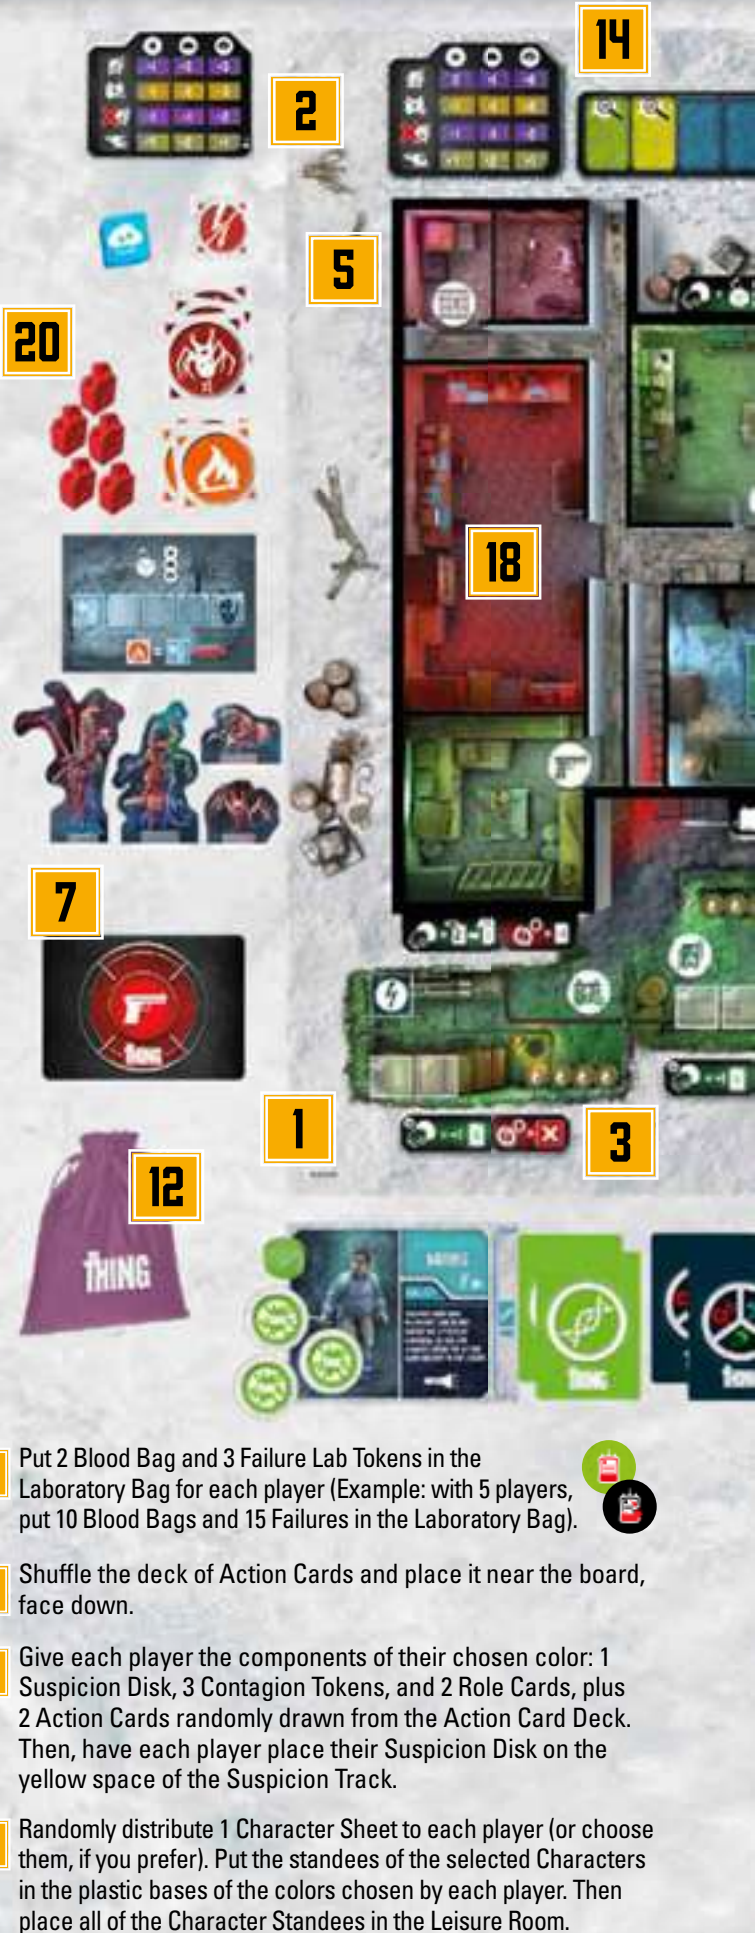 14
2
5
20
18
7
1
3
12
THING
THING
THING
Put 2 Blood Bag and 3 Failure Lab Tokens in the
Laboratory Bag for each player (Example: with 5 players,
put 10 Blood Bags and 15 Failures in the Laboratory Bag).
Shuffle the deck of Action Cards and place it near the board,
face down.
Give each player the components of their chosen color: 1
Suspicion Disk, 3 Contagion Tokens, and 2 Role Cards, plus
2 Action Cards randomly drawn from the Action Card Deck.
Then, have each player place their Suspicion Disk on the
yellow space of the Suspicion Track.
Randomly distribute 1 Character Sheet to each player (or choose
them, if you prefer). Put the standees of the selected Characters
in the plastic bases of the colors chosen by each player. Then
place all of the Character Standees in the Leisure Room.